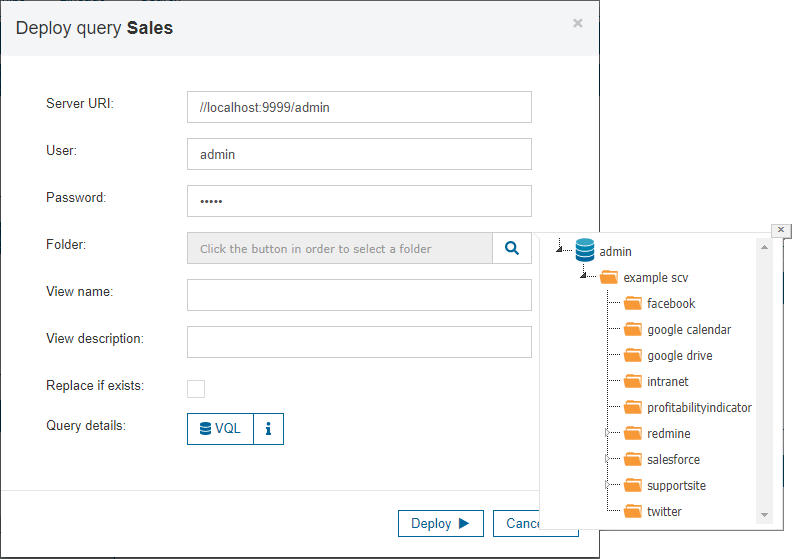 Deploy query Sales
×
Server URI:
//localhost:9999/admin
User:
admin
Password:
•••••
Folder:
Click the button in order to select a folder
View name:
View description:
Replace if exists:
Query details:
VQL
i
Deploy
admin
example scv
facebook
google calendar
google drive
intranet
profitabilityindicator
redmine
salesforce
supportsite
twitter